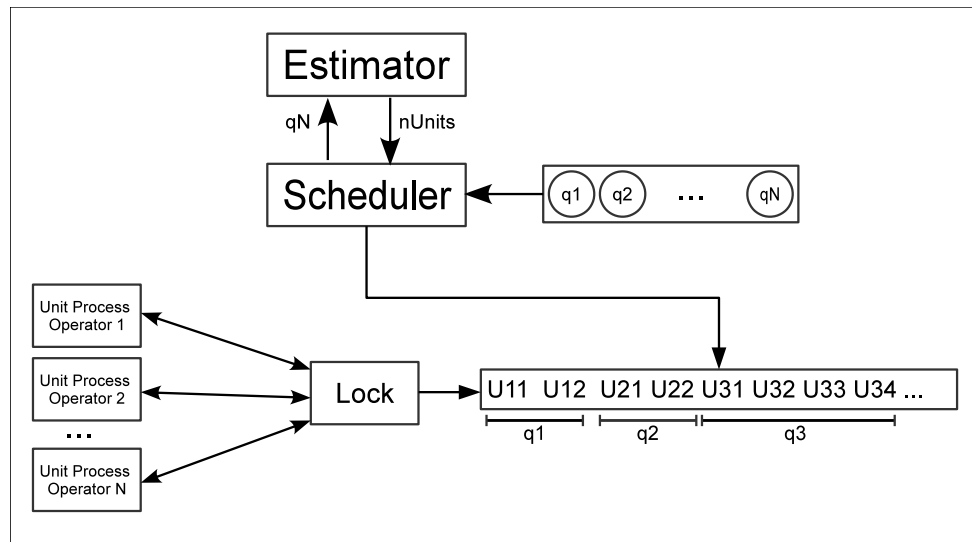 Estimator
qN
nUnits
Scheduler
q1 q2 ... qN
Unit Process
Operator 1
Unit Process
Operator 2
...
Unit Process
Operator N
Lock
U11 U12 U21 U22 U31 U32 U33 U34 ...
q1 q2 q3